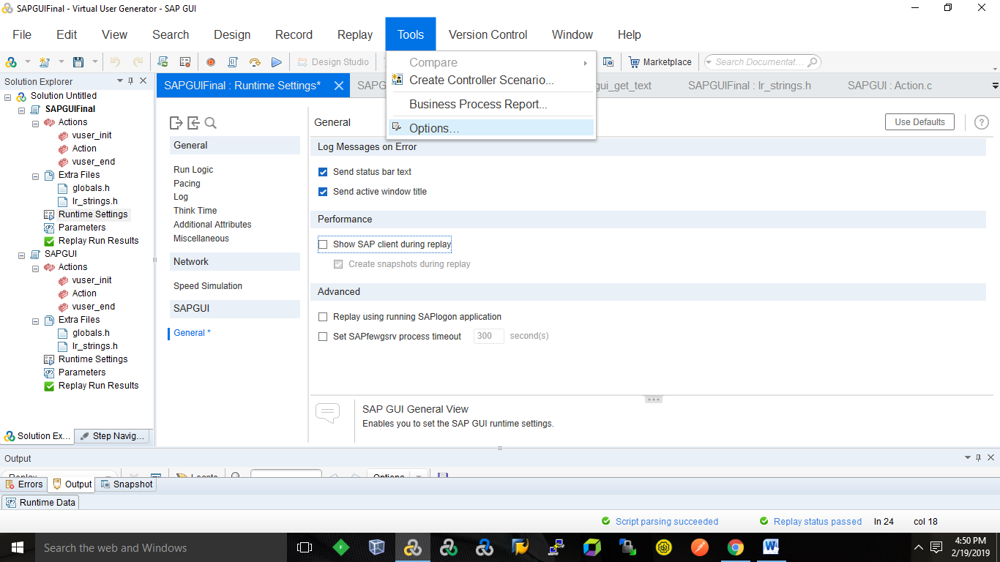 SAPGUIFinal - Virtual User Generator - SAP GUI
File Edit View Search Design Record Replay Tools Version Control Window Help
Design Studio Marketplace Search Documentat...
Compare
Create Controller Scenario...
Business Process Report...
Options...
Solution Explorer
SAPGUIFinal : Runtime Settings* SAPG gui_get_text SAPGUIFinal : lr_strings.h SAPGUI : Action.c
Solution Untitled
SAPGUIFinal
Actions
vuser_init
Action
vuser_end
Extra Files
globals.h
lr_strings.h
Runtime Settings
Parameters
Replay Run Results
SAPGUI
Actions
vuser_init
Action
vuser_end
Extra Files
globals.h
lr_strings.h
Runtime Settings
Parameters
Replay Run Results
Solution Ex... Step Navig...
General
Run Logic
Pacing
Log
Think Time
Additional Attributes
Miscellaneous
Network
Speed Simulation
SAPGUI
General *
General Use Defaults ?
Log Messages on Error
Send status bar text
Send active window title
Performance
Show SAP client during replay
Create snapshots during replay
Advanced
Replay using running SAPlogon application
Set SAPfewgsrv process timeout 300 second(s)
SAP GUI General View
Enables you to set the SAP GUI runtime settings.
Output
Replay Locate Options
Errors Output Snapshot
Runtime Data
Script parsing succeeded Replay status passed ln 24 col 18
Search the web and Windows
4:50 PM
2/19/2019